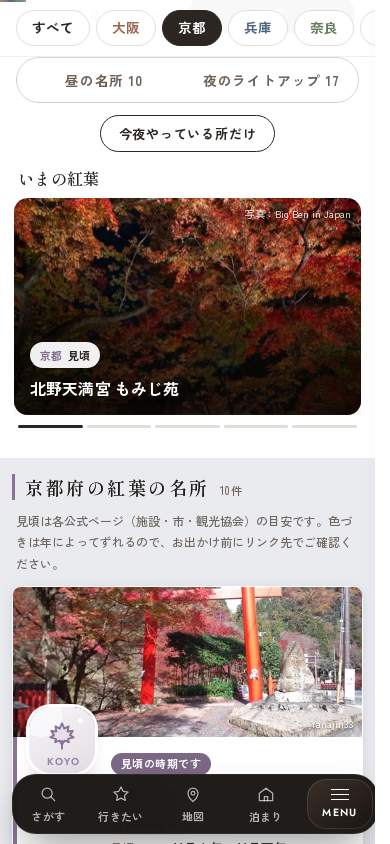 すべて
大阪
京都
兵庫
奈良
昼の名所 10
夜のライトアップ 17
今夜やっている所だけ
いまの紅葉
写真：Big Ben in Japan
京都 見頃
北野天満宮 もみじ苑
京都府の紅葉の名所 10件
見頃は各公式ページ（施設・市・観光協会）の目安です。色づ
きは年によってずれるので、お出かけ前にリンク先でご確認く
ださい。
Yanajin33
KOYO
見頃の時期です
さがす
行きたい
地図
泊まり
MENU